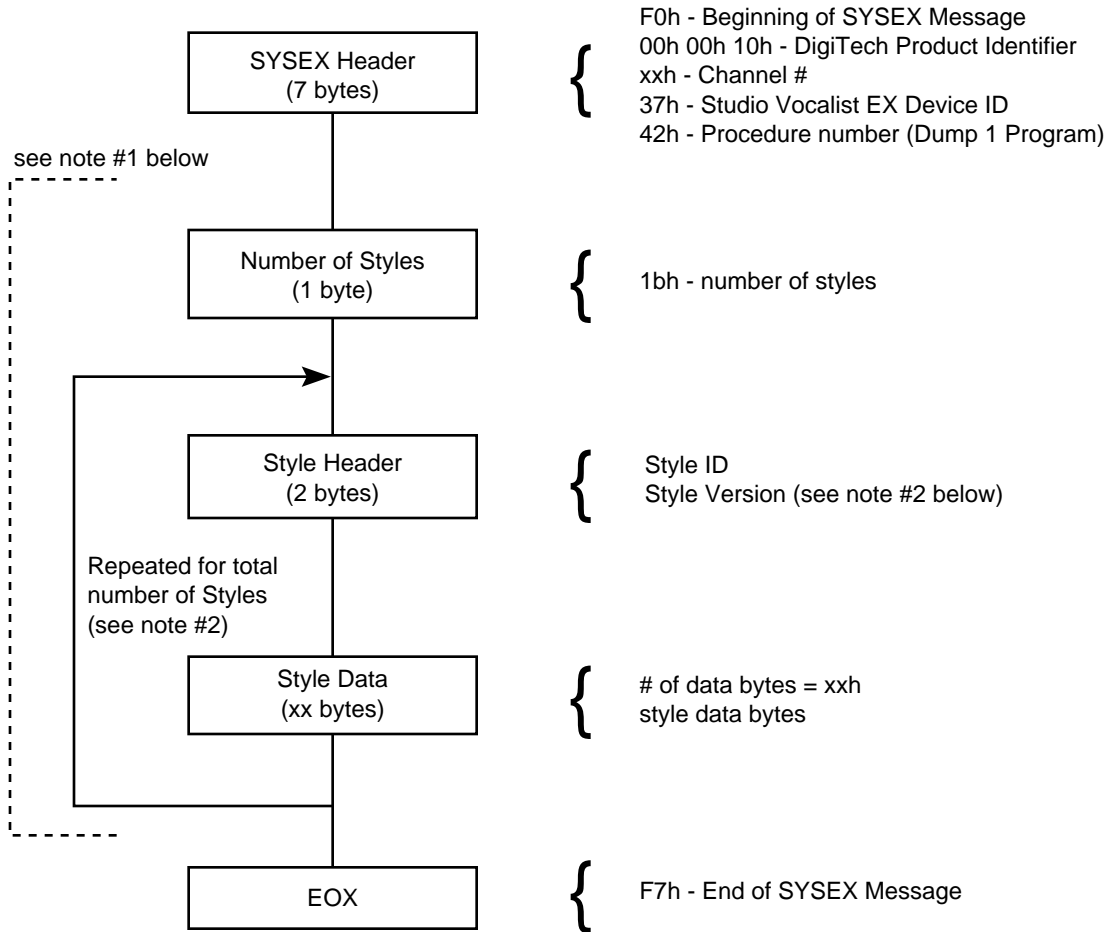 SYSEX Header
(7 bytes)
F0h - Beginning of SYSEX Message
00h 00h 10h - DigiTech Product Identifier
xxh - Channel #
37h - Studio Vocalist EX Device ID
42h - Procedure number (Dump 1 Program)
see note #1 below
Number of Styles
(1 byte)
1bh - number of styles
Style Header
(2 bytes)
Style ID
Style Version (see note #2 below)
Repeated for total
number of Styles
(see note #2)
Style Data
(xx bytes)
# of data bytes = xxh
style data bytes
EOX
F7h - End of SYSEX Message